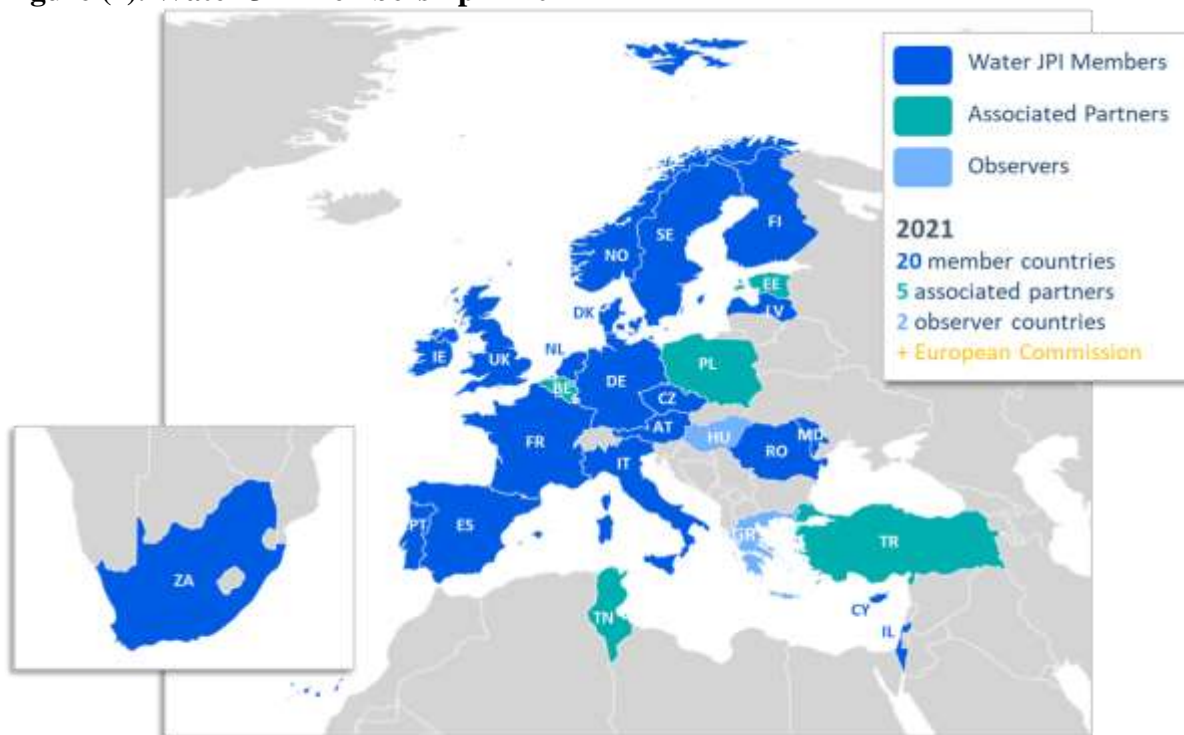 Water JPI Members
Associated Partners
Observers
2021
20 member countries
5 associated partners
2 observer countries
+ European Commission
FI
SE
NO
EE
LV
DK
IE
UK
NL
BE
DE
PL
CZ
AT
FR
HU
MD
RO
IT
PT
ES
GR
TR
ZA
TN
CY
IL